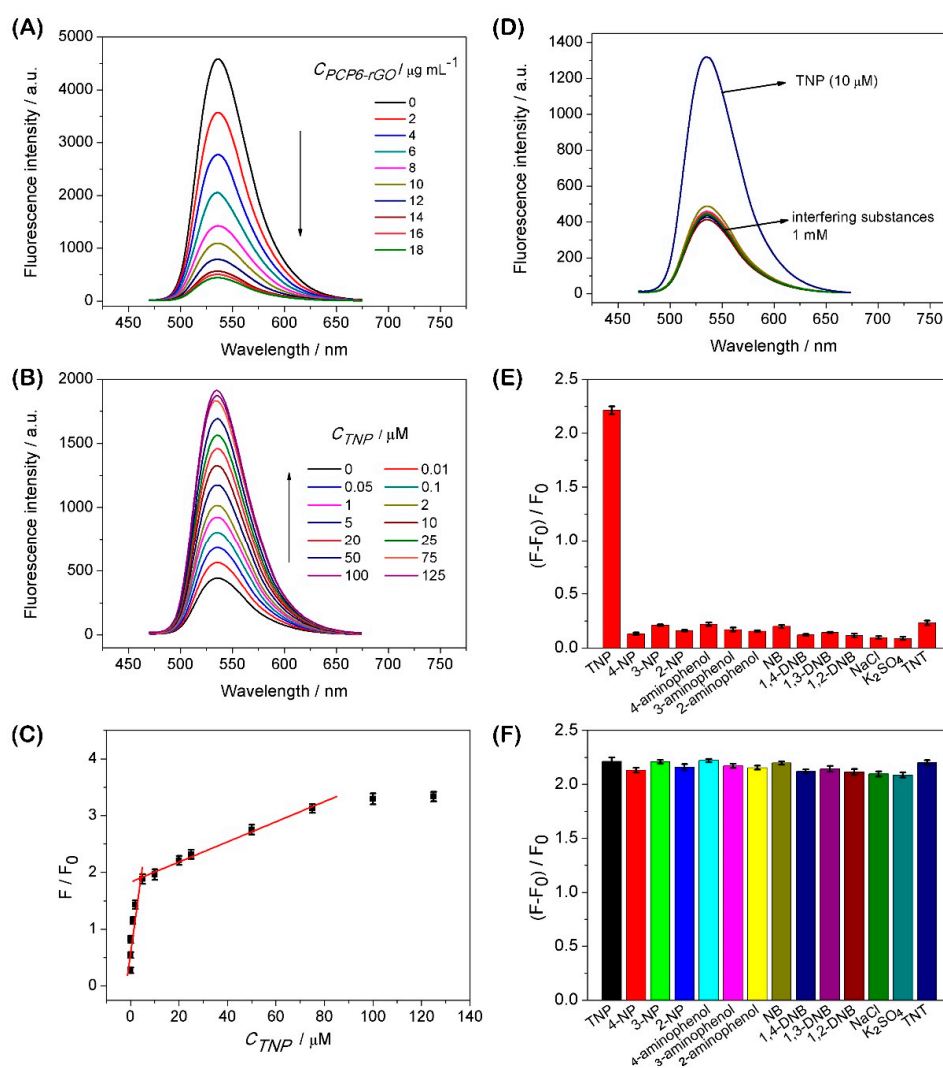 (A)
5000
4000
3000
2000
1000
0
Fluorescence intensity / a.u.
C_PCP6-rGO / μg mL⁻¹
0
2
4
6
8
10
12
14
16
18
450 500 550 600 650 700 750
Wavelength / nm
(B)
2000
1500
1000
500
0
Fluorescence intensity / a.u.
C_TNP / μM
0 0.01
0.05 0.1
1 2
5 10
20 25
50 75
100 125
450 500 550 600 650 700 750
Wavelength / nm
(C)
4
3
2
1
0
F / F₀
0 20 40 60 80 100 120 140
C_TNP / μM
(D)
1400
1200
1000
800
600
400
200
0
Fluorescence intensity / a.u.
TNP (10 μM)
interfering substances
1 mM
450 500 550 600 650 700 750
Wavelength / nm
(E)
2.5
2.0
1.5
1.0
0.5
0.0
(F-F₀) / F₀
TNP
4-NP
3-NP
2-NP
4-aminophenol
3-aminophenol
2-aminophenol
NB
1,4-DNB
1,3-DNB
1,2-DNB
NaCl
K₂SO₄
TNT
(F)
2.5
2.0
1.5
1.0
0.5
0.0
(F-F₀) / F₀
TNP
4-NP
3-NP
2-NP
4-aminophenol
3-aminophenol
2-aminophenol
NB
1,4-DNB
1,3-DNB
1,2-DNB
NaCl
K₂SO₄
TNT